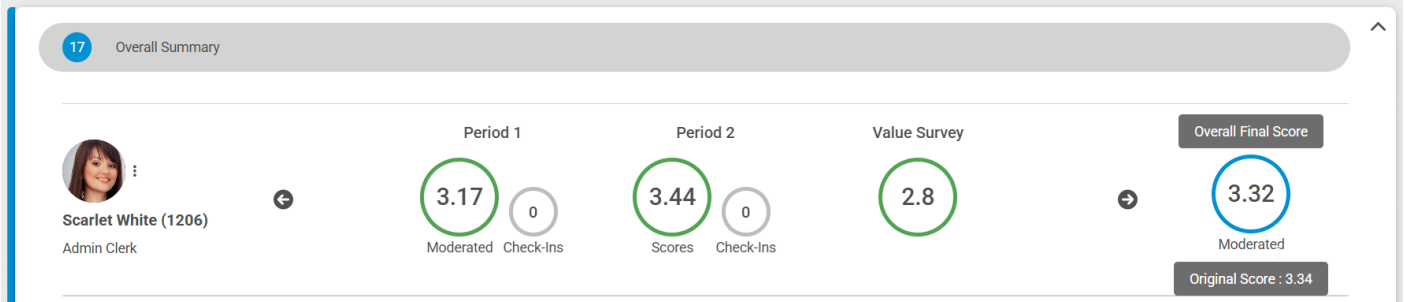 17 Overall Summary
Period 1
Period 2
Value Survey
Overall Final Score
3.17
0
3.44
0
2.8
3.32
Scarlet White (1206)
Admin Clerk
Moderated Check-Ins
Scores Check-Ins
Moderated
Original Score : 3.34